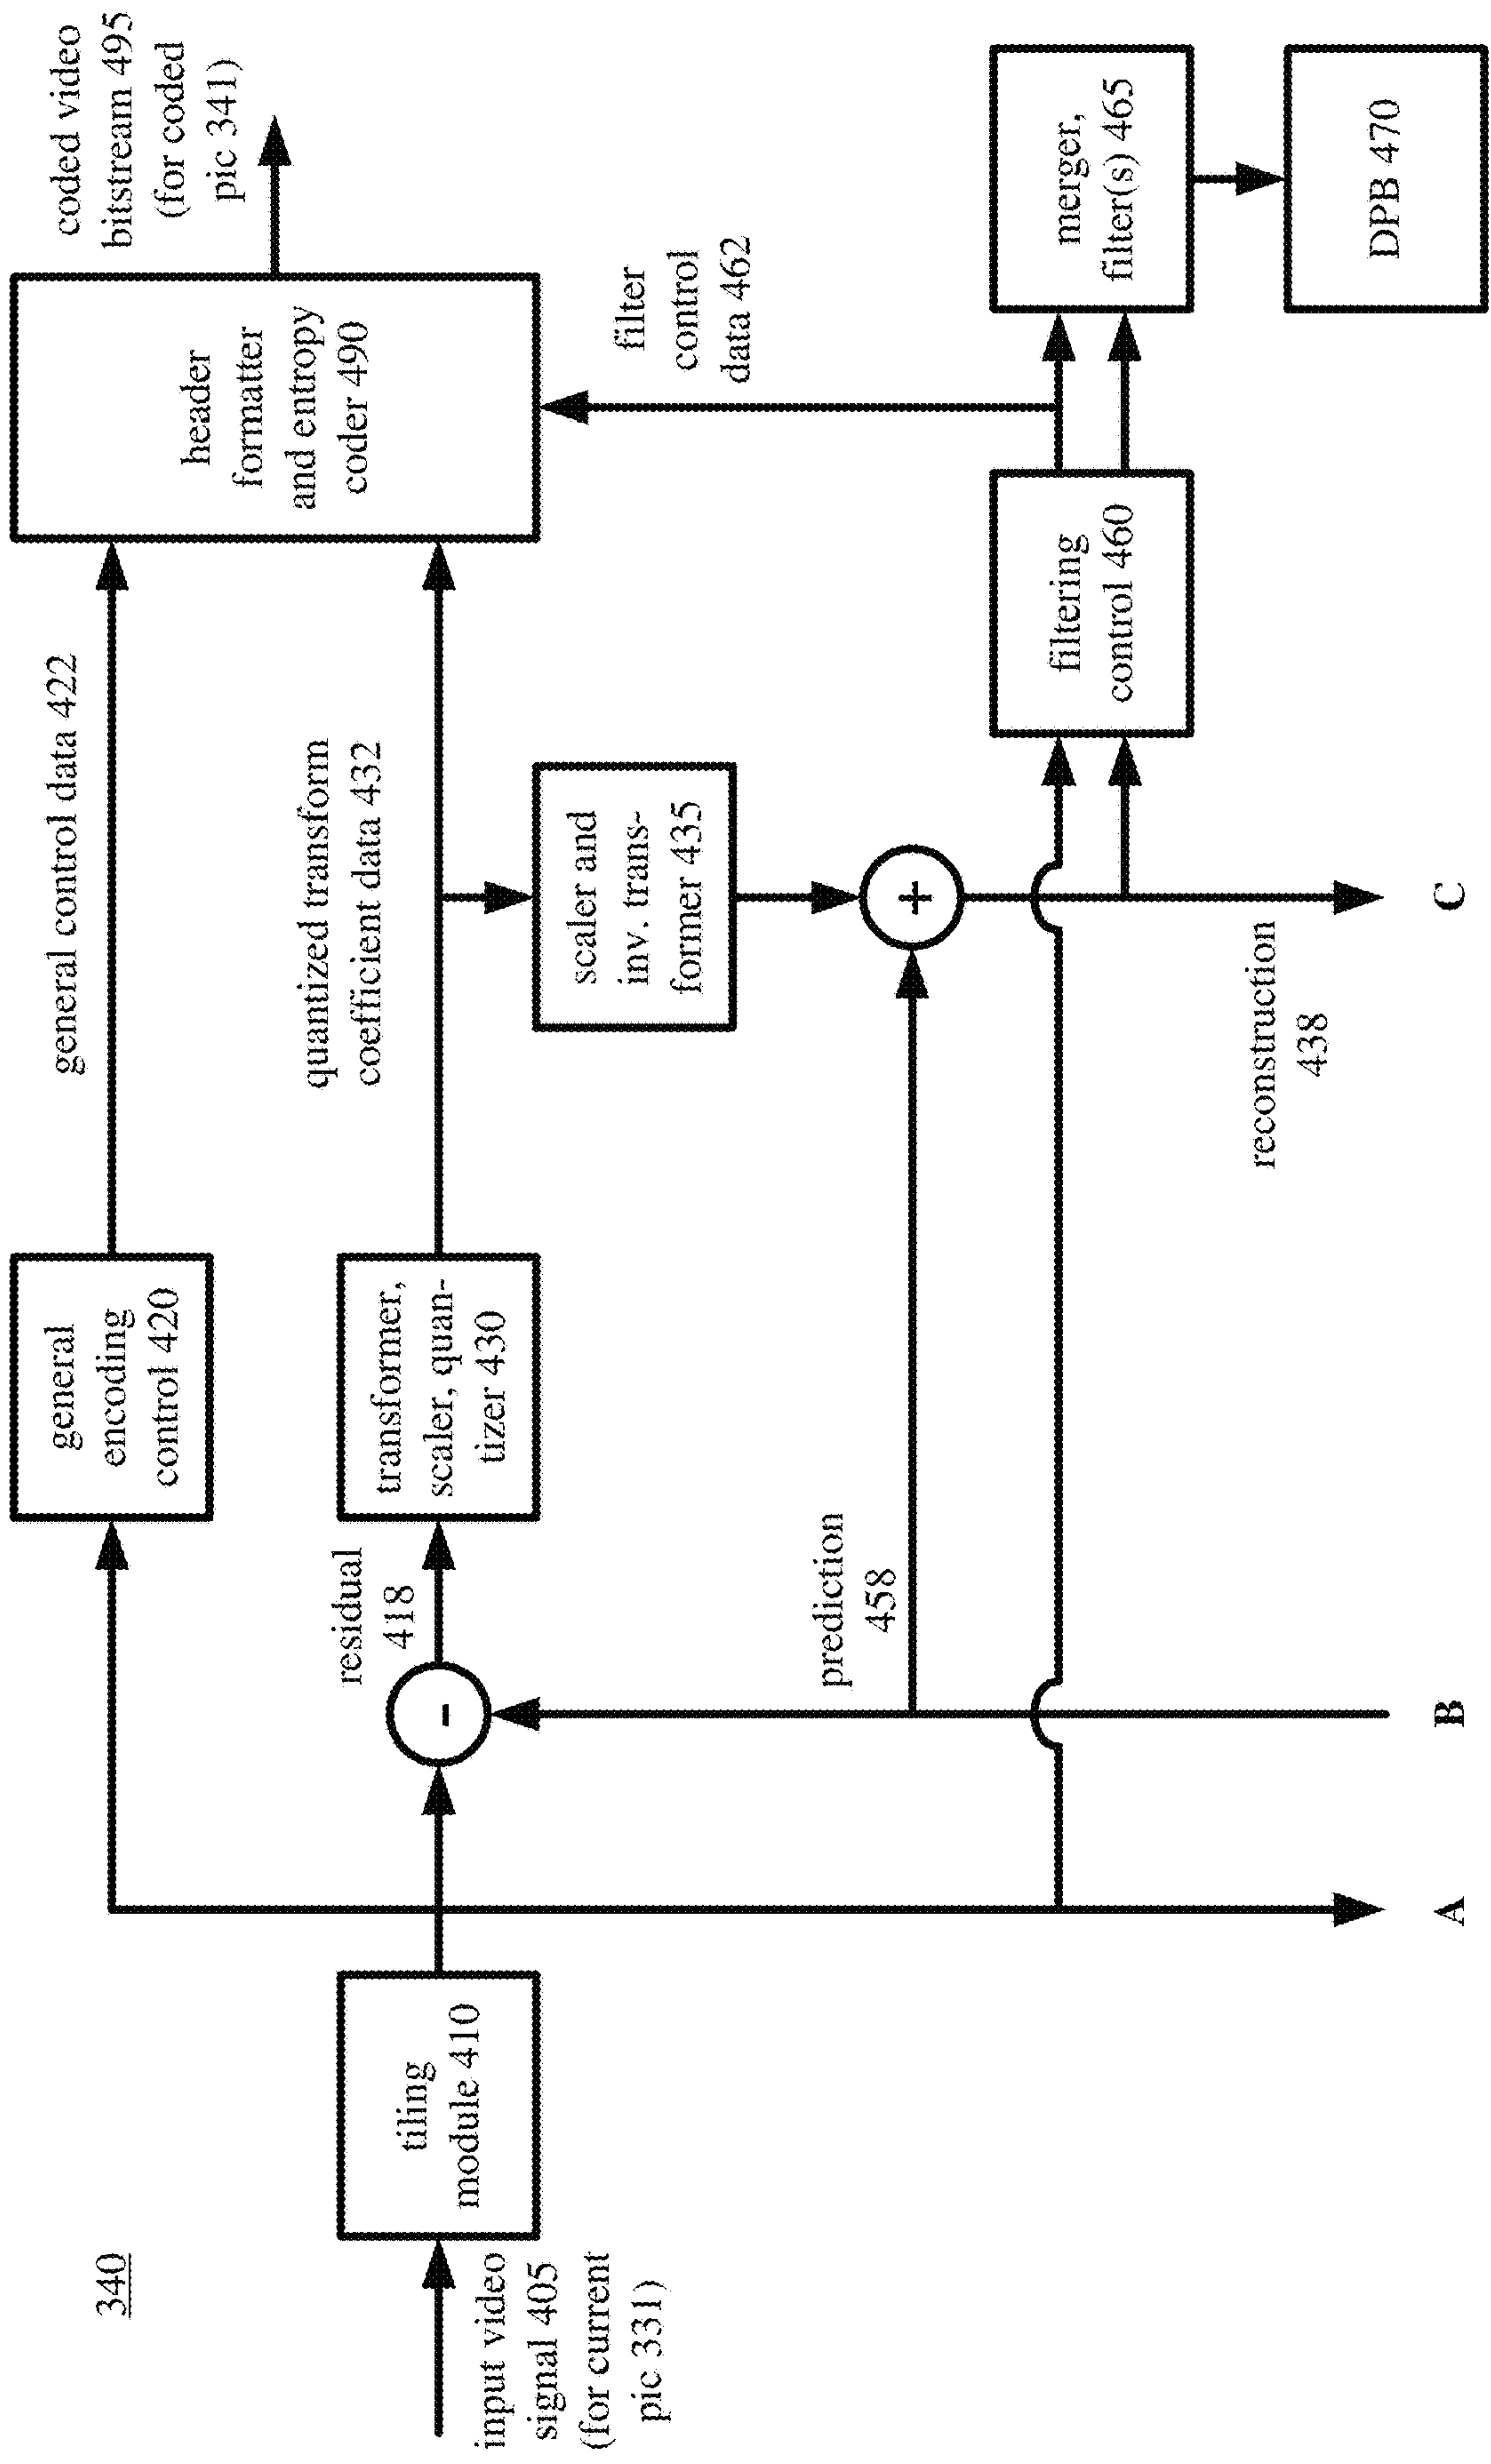 340
input video
signal 405
(for current
pic 331)
tiling
module 410
general
encoding
control 420
general control data 422
residual
418
transformer,
scaler, quan-
tizer 430
quantized transform
coefficient data 432
header
formatter
and entropy
coder 490
coded video
bitstream 495
(for coded
pic 341)
scaler and
inv. trans-
former 435
prediction
458
-
+
filter
control
data 462
filtering
control 460
merger,
filter(s) 465
DPB 470
reconstruction
438
A
B
C